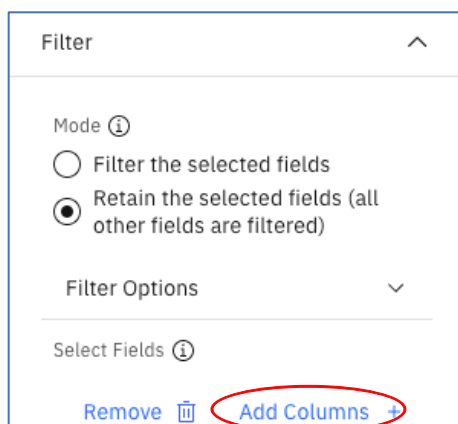 Filter
Mode
Filter the selected fields
Retain the selected fields (all
other fields are filtered)
Filter Options
Select Fields
Remove Add Columns +